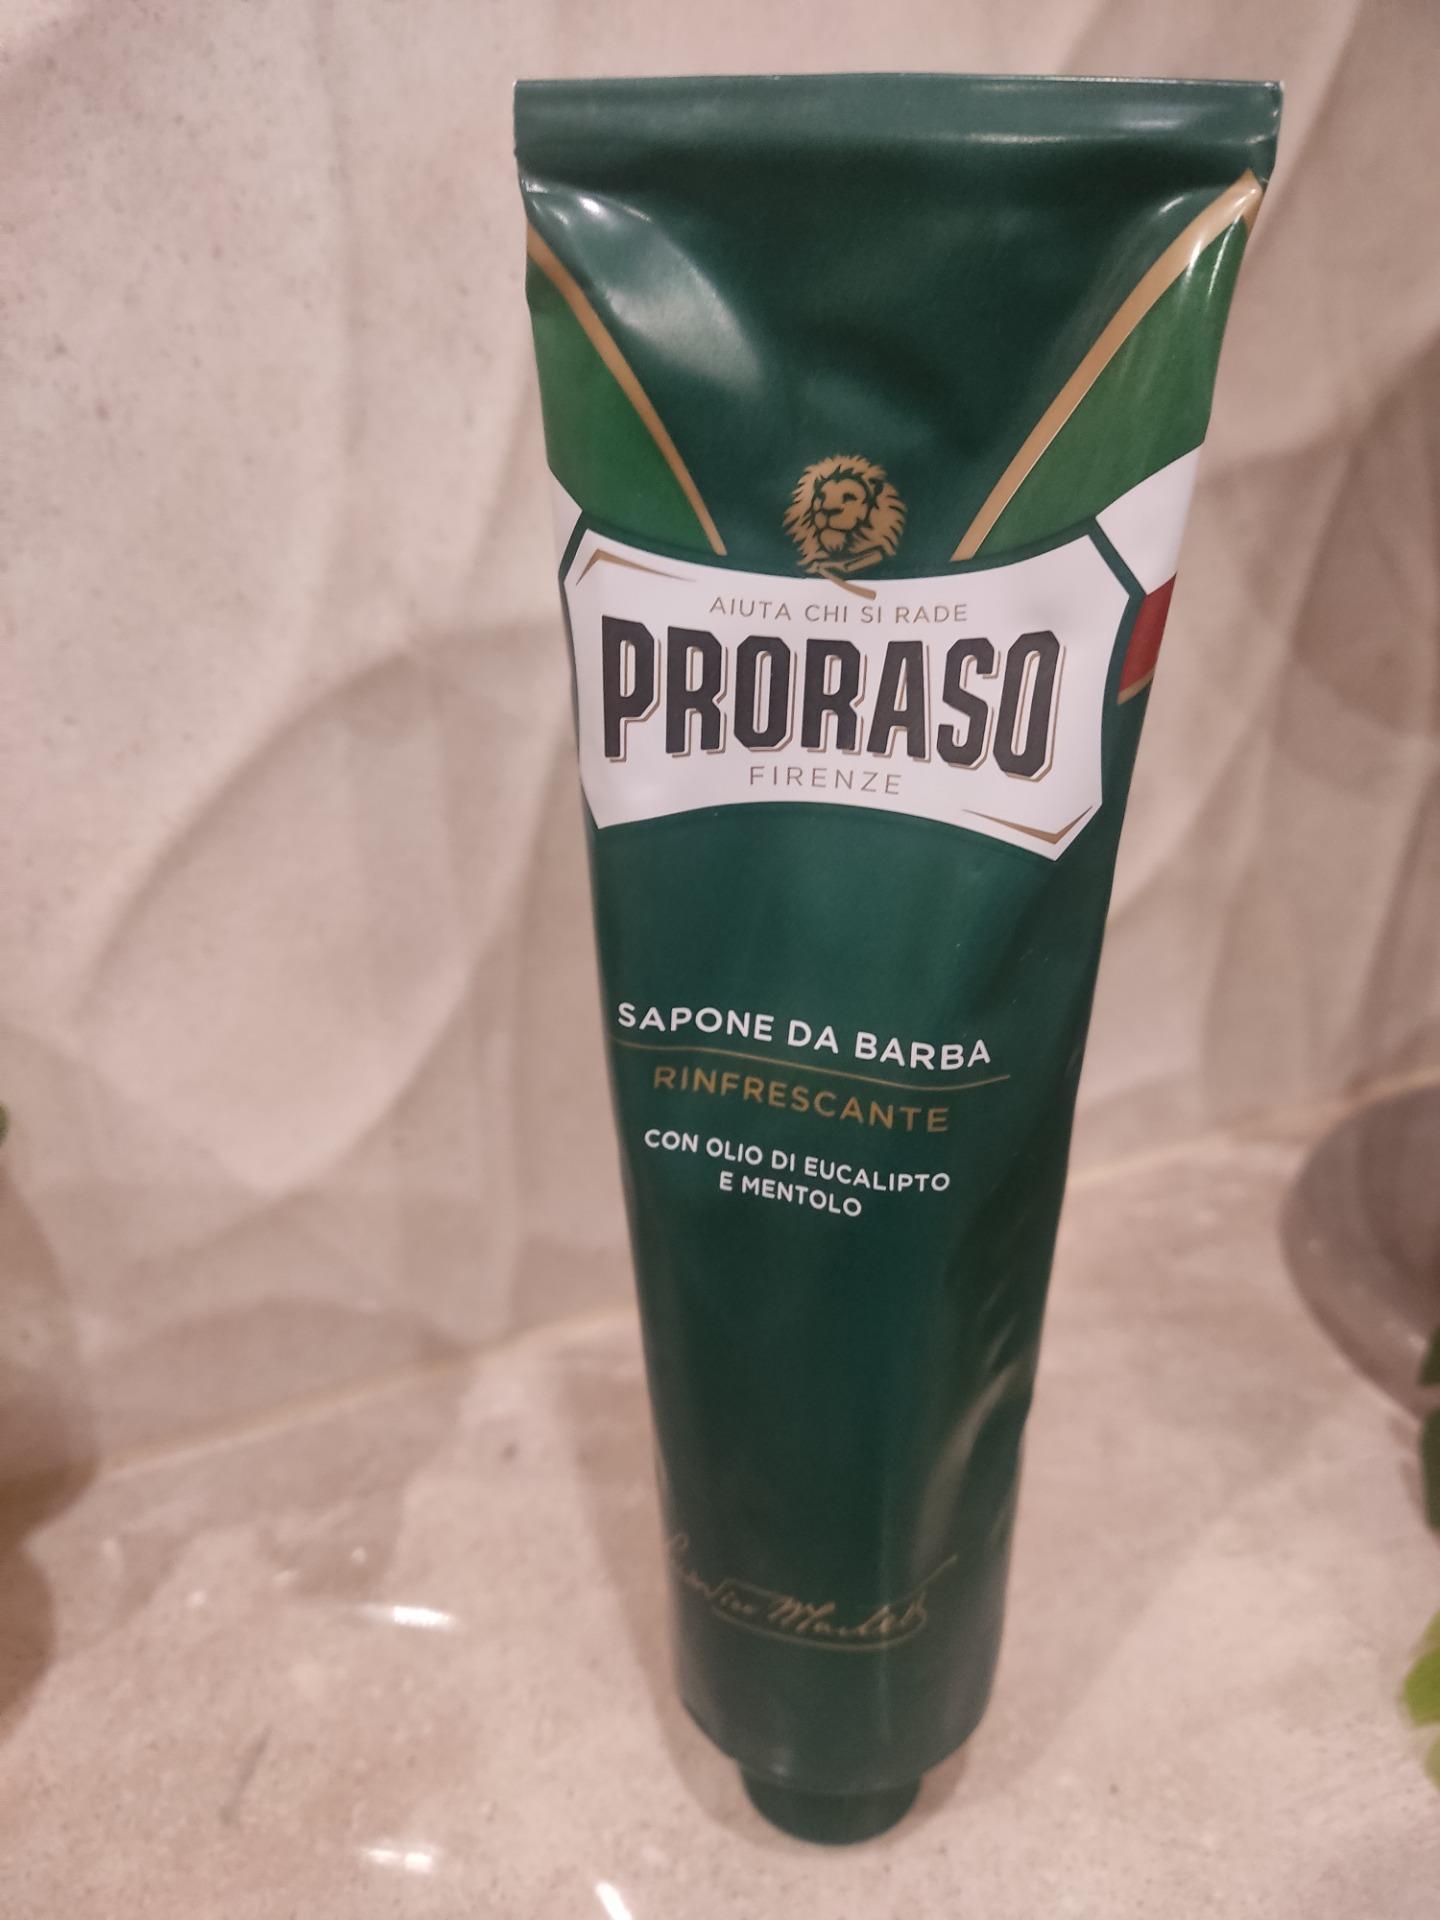 AIUTA CHI SI RADE
PRORASO
FIRENZE
SAPONE DA BARBA
RINFRESCANTE
CON OLIO DI EUCALIPTO
E MENTOLO